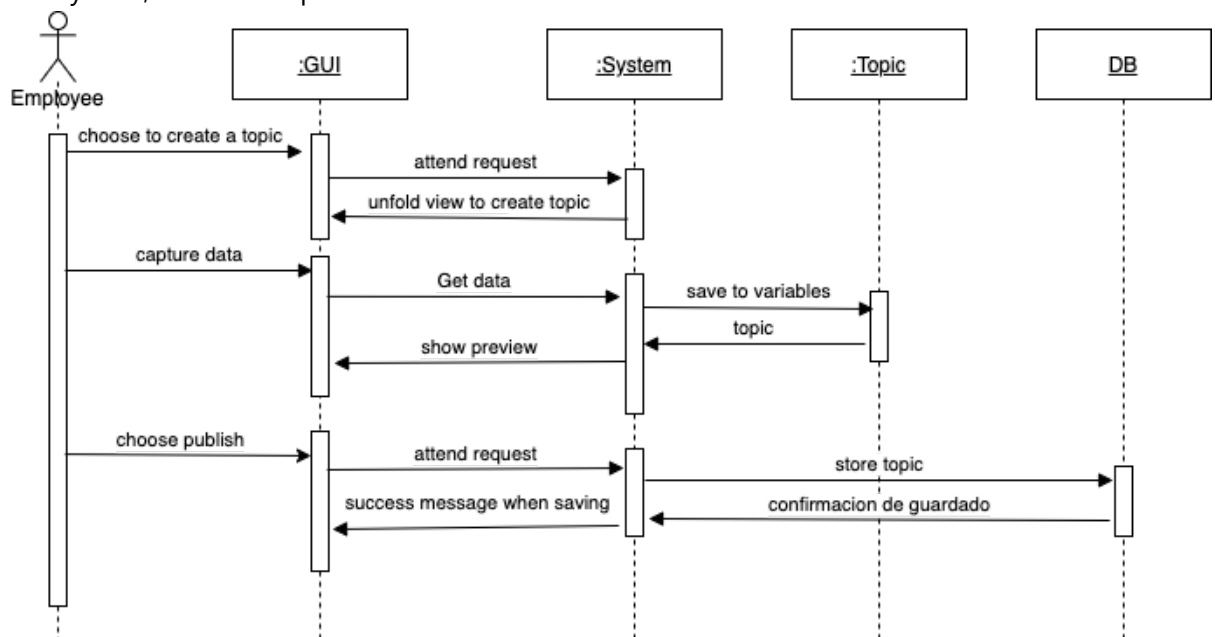 :GUI
:System
:Topic
DB
Employee
choose to create a topic
attend request
unfold view to create topic
capture data
Get data
save to variables
topic
show preview
choose publish
attend request
store topic
success message when saving
confirmacion de guardado